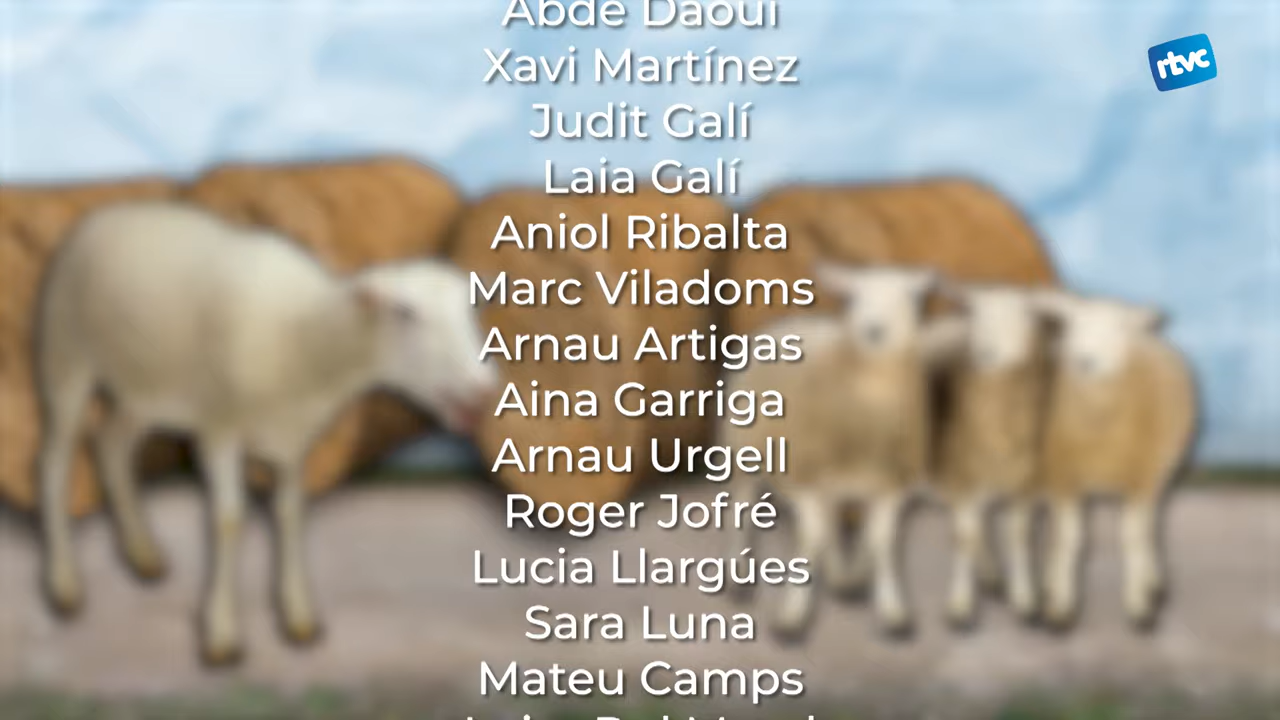 Abde Daoui
rtvc
Xavi Martínez
Judit Galí
Laia Galí
Aniol Ribalta
Marc Viladoms
Arnau Artigas
Aina Garriga
Arnau Urgell
Roger Jofré
Lucia Llargúes
Sara Luna
Mateu Camps